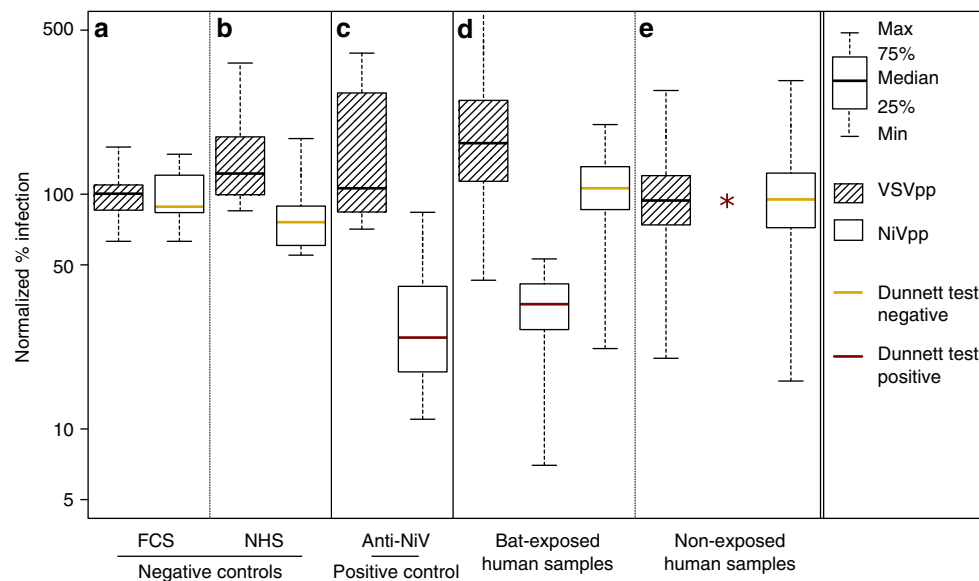 a b c d e
500
100
50
10
5
Normalized % infection
FCS NHS Anti-NiV Bat-exposed human samples Non-exposed human samples
Negative controls Positive control
*
Max
75%
Median
25%
Min
VSVpp
NiVpp
Dunnett test
negative
Dunnett test
positive